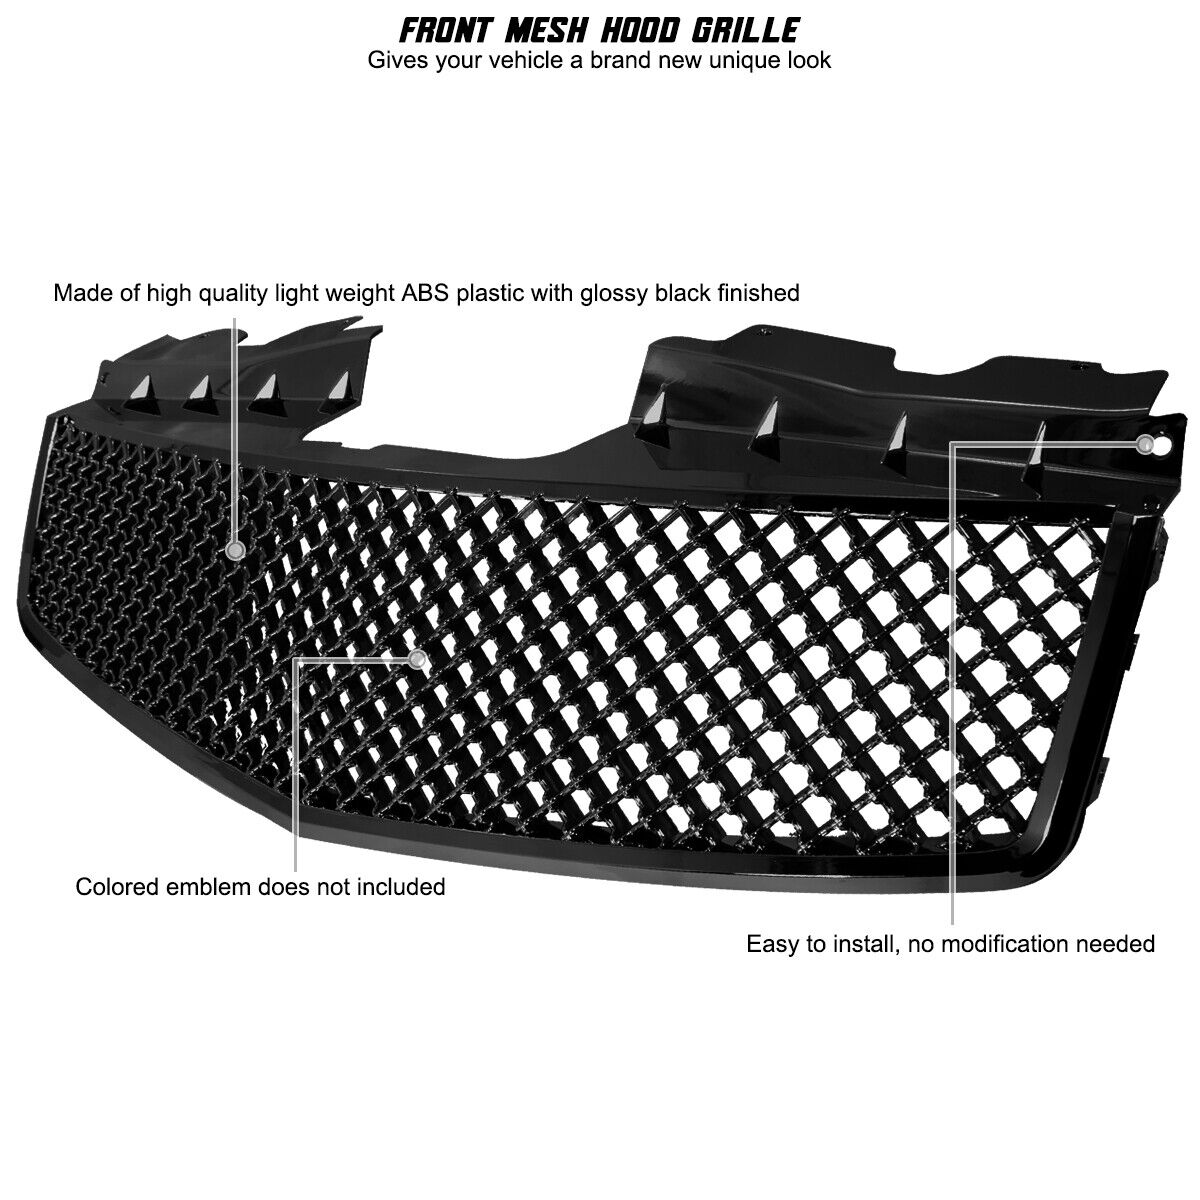 FRONT MESH HOOD GRILLE
Gives your vehicle a brand new unique look
Made of high quality light weight ABS plastic with glossy black finished
Colored emblem does not included
Easy to install, no modification needed